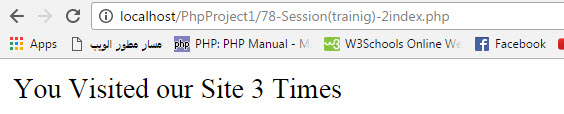 localhost/PhpProject1/78-Session(trainig)-2index.php
Apps مسار مطور الويب php PHP: PHP Manual - M W3Schools Online We Facebook
You Visited our Site 3 Times